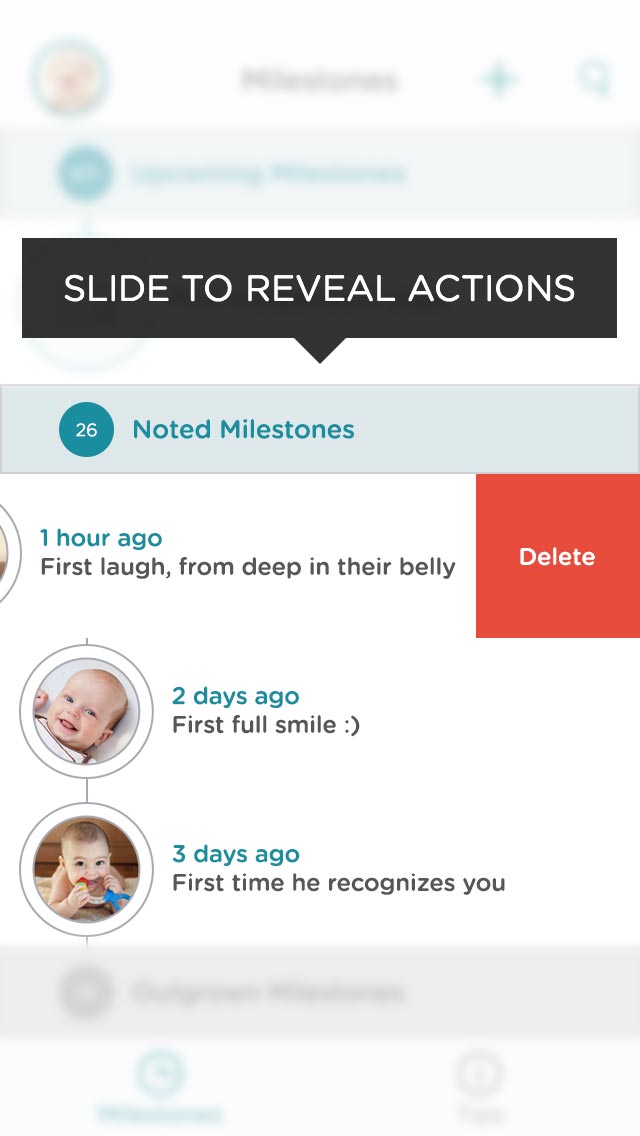 Milestones
Upcoming Milestones
SLIDE TO REVEAL ACTIONS
26
Noted Milestones
1 hour ago
First laugh, from deep in their belly
Delete
2 days ago
First full smile :)
3 days ago
First time he recognizes you
Outgrown Milestones
Milestones
Tips